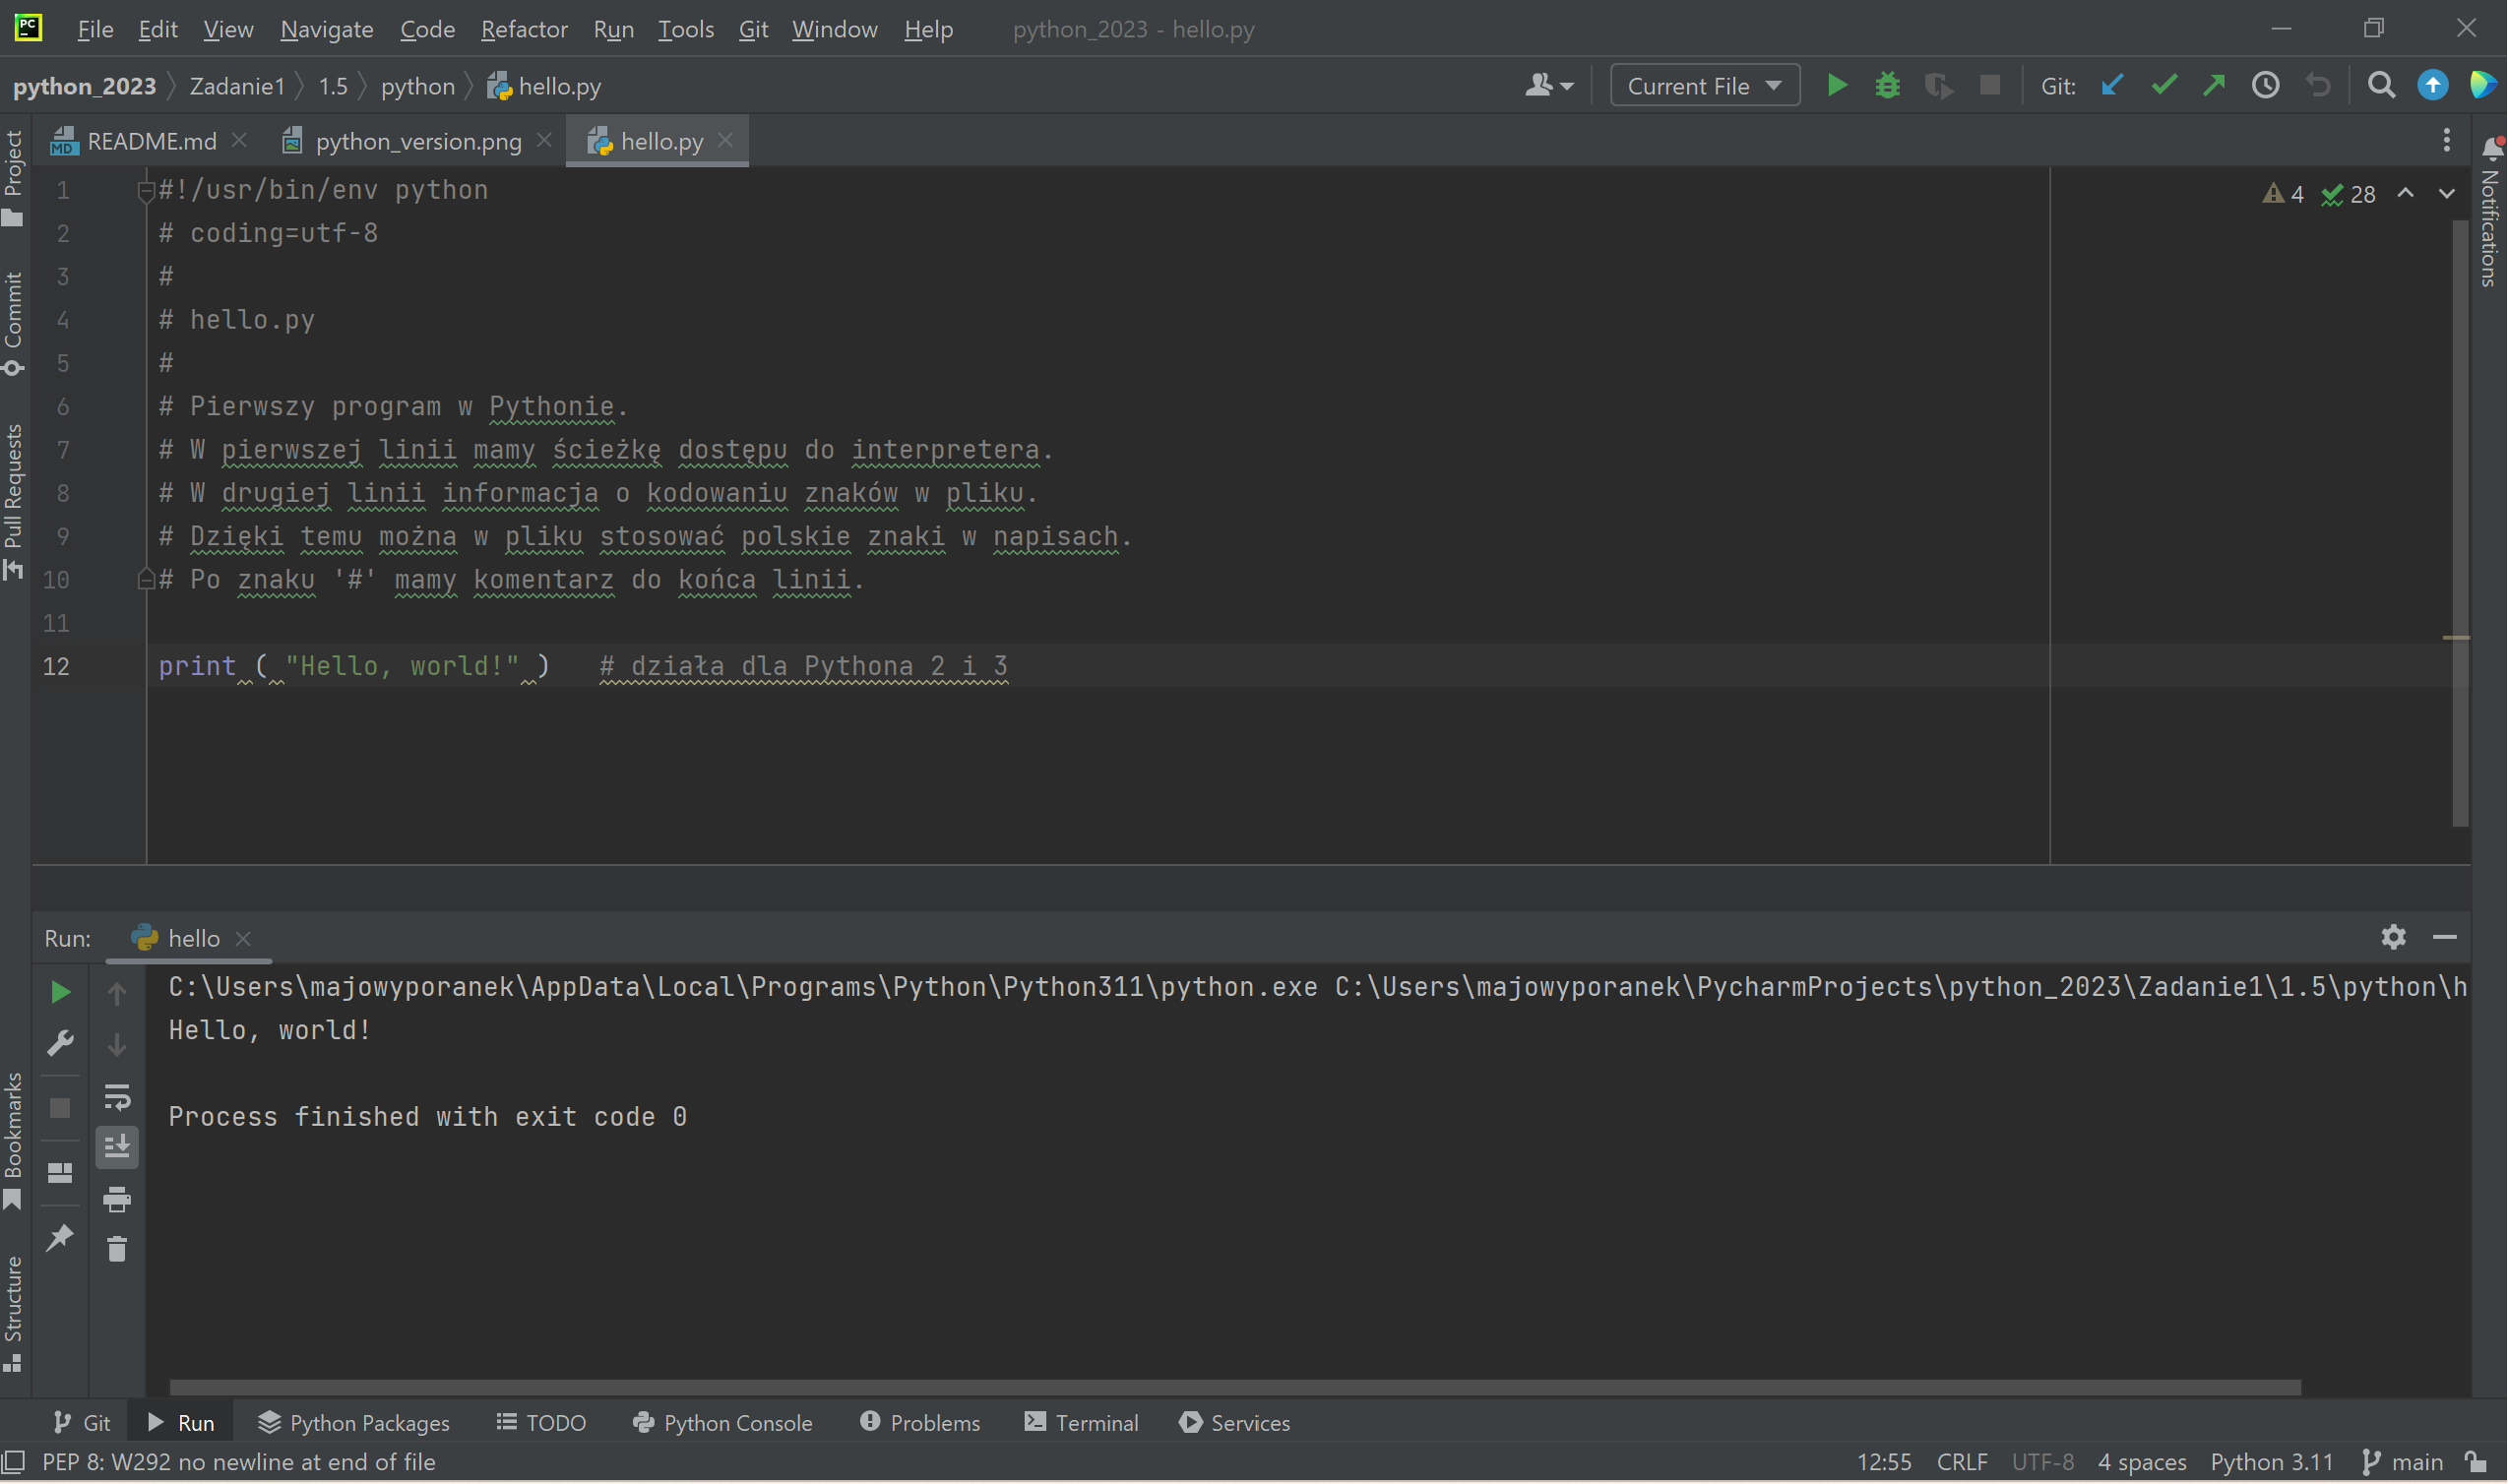 PC File Edit View Navigate Code Refactor Run Tools Git Window Help python_2023 - hello.py
python_2023 Zadanie1 1.5 python hello.py Current File Git:
MD README.md python_version.png hello.py
Project
Commit
Pull Requests
Notifications
4 28
1 #!/usr/bin/env python
2 # coding=utf-8
3 #
4 # hello.py
5 #
6 # Pierwszy program w Pythonie.
7 # W pierwszej linii mamy ścieżkę dostępu do interpretera.
8 # W drugiej linii informacja o kodowaniu znaków w pliku.
9 # Dzięki temu można w pliku stosować polskie znaki w napisach.
10 # Po znaku '#' mamy komentarz do końca linii.
11
12 print ( "Hello, world!" )   # działa dla Pythona 2 i 3
Run: hello
C:\Users\majowyporanek\AppData\Local\Programs\Python\Python311\python.exe C:\Users\majowyporanek\PycharmProjects\python_2023\Zadanie1\1.5\python\h
Hello, world!
Process finished with exit code 0
Bookmarks
Structure
Git Run Python Packages TODO Python Console Problems Terminal Services
PEP 8: W292 no newline at end of file 12:55 CRLF UTF-8 4 spaces Python 3.11 main